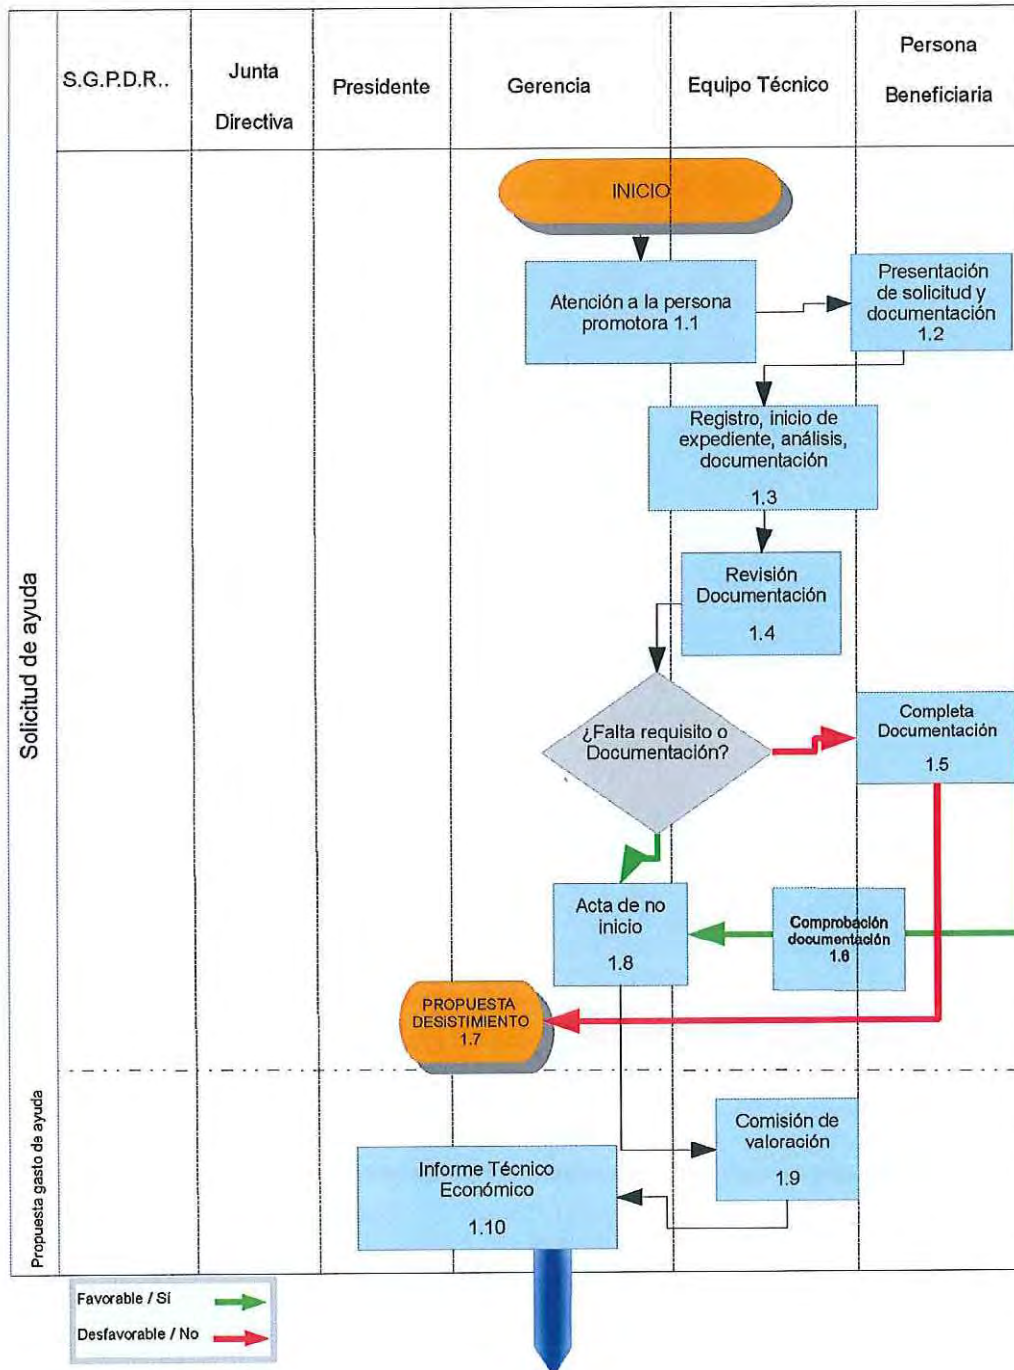 S.G.P.D.R..
Junta
Directiva
Presidente
Gerencia
Equipo Técnico
Persona
Beneficiaria
Solicitud de ayuda
INICIO
Atención a la persona
promotora 1.1
Presentación
de solicitud y
documentación
1.2
Registro, inicio de
expediente, análisis,
documentación
1.3
Revisión
Documentación
1.4
¿Falta requisito o
Documentación?
Completa
Documentación
1.5
Acta de no
inicio
1.8
Comprobación
documentación
1.6
PROPUESTA
DESISTIMIENTO
1.7
Propuesta gasto de ayuda
Comisión de
valoración
1.9
Informe Técnico
Económico
1.10
Favorable / Sí
Desfavorable / No